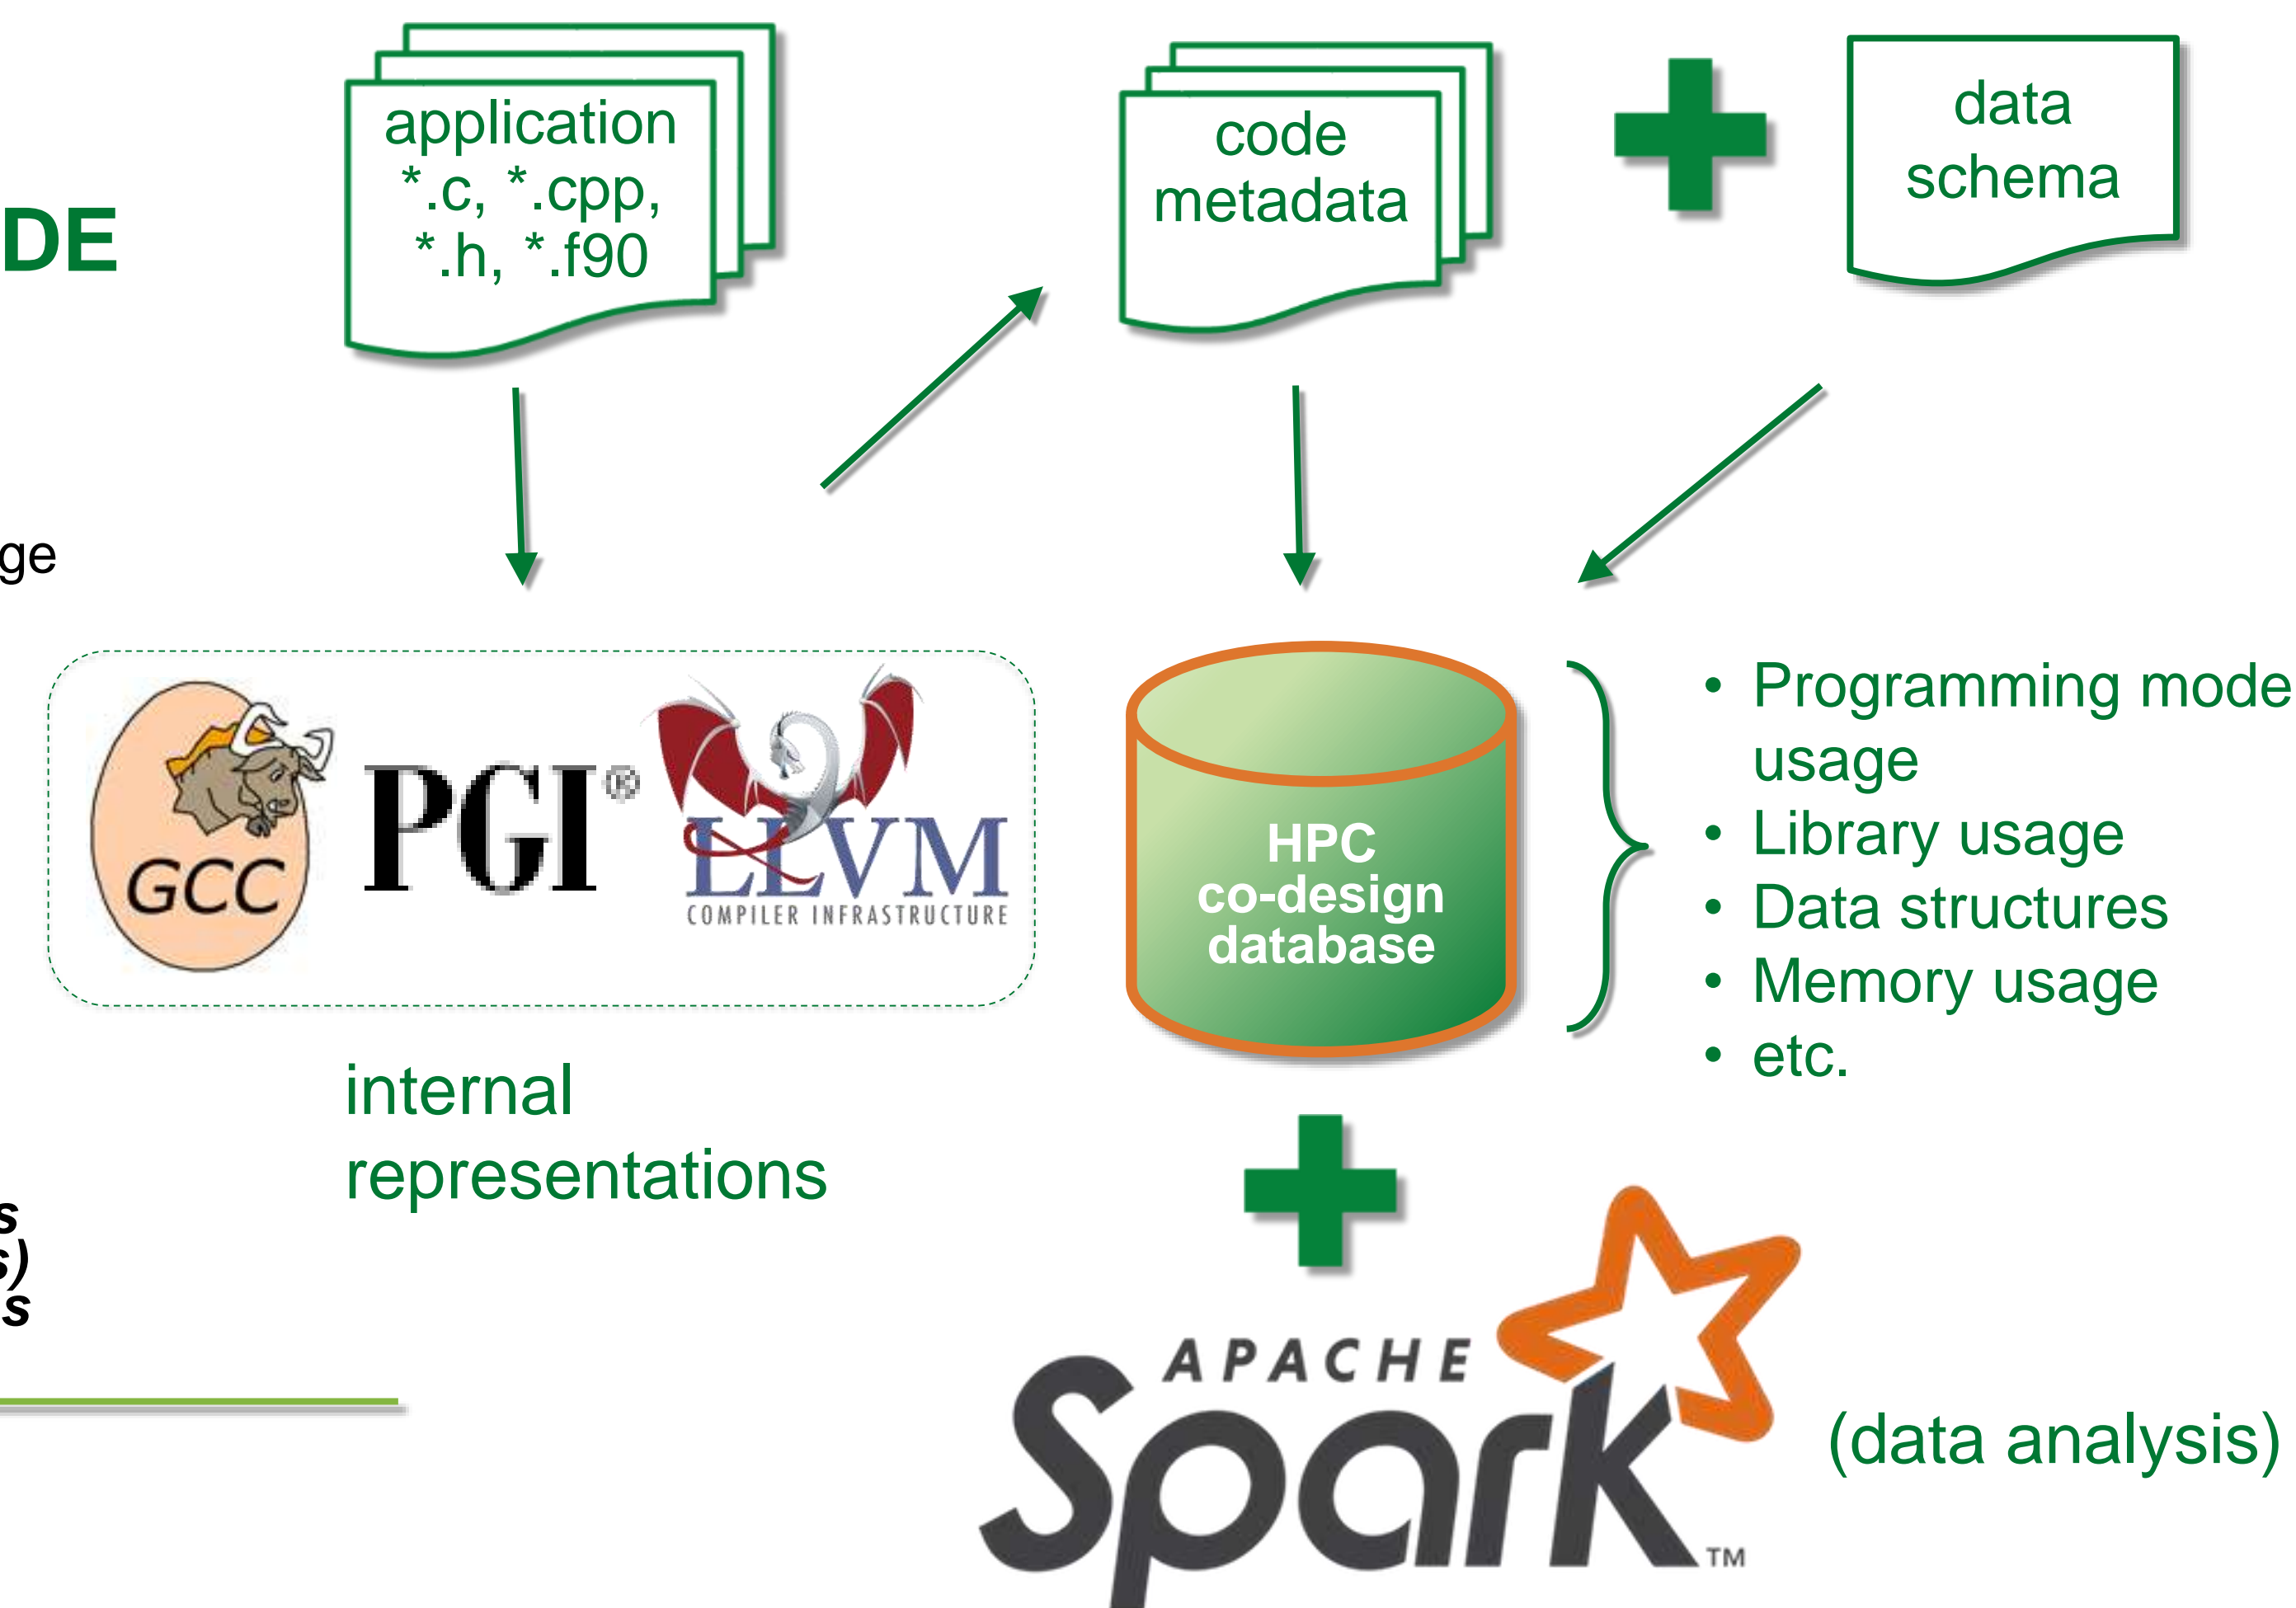 application
*.c, *.cpp,
*.h, *.f90
code
metadata
data
schema
DE
ge
GCC
PGI®
LLVM
COMPILER INFRASTRUCTURE
internal
representations
HPC
co-design
database
• Programming mode
usage
• Library usage
• Data structures
• Memory usage
• etc.
s
s)
s
APACHE
Spark™
(data analysis)